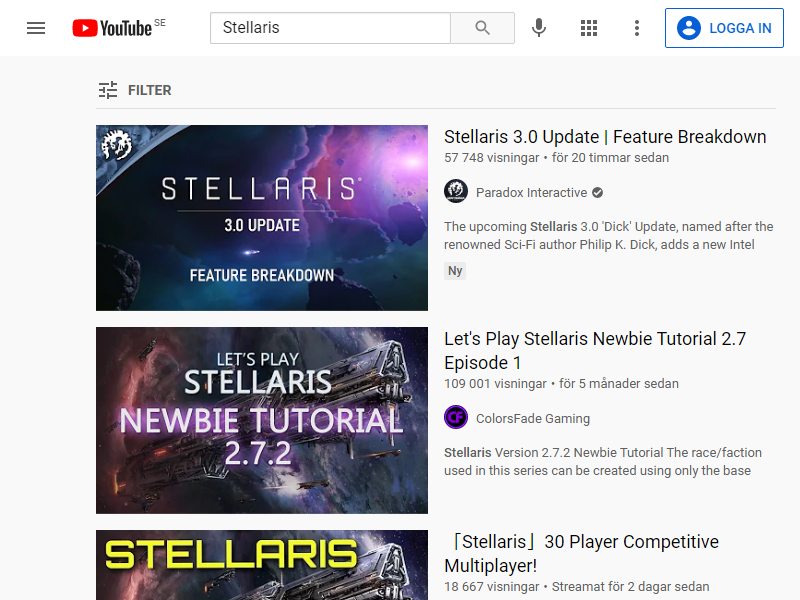 YouTube SE
Stellaris
LOGGA IN
FILTER
STELLARIS
3.0 UPDATE
FEATURE BREAKDOWN
Stellaris 3.0 Update | Feature Breakdown
57 748 visningar • för 20 timmar sedan
Paradox Interactive
The upcoming Stellaris 3.0 'Dick' Update, named after the
renowned Sci-Fi author Philip K. Dick, adds a new Intel
Ny
LET'S PLAY
STELLARIS
NEWBIE TUTORIAL
2.7.2
Let's Play Stellaris Newbie Tutorial 2.7
Episode 1
109 001 visningar • för 5 månader sedan
CF
ColorsFade Gaming
Stellaris Version 2.7.2 Newbie Tutorial The race/faction
used in this series can be created using only the base
STELLARIS
「Stellaris」30 Player Competitive
Multiplayer!
18 667 visningar • Streamat för 2 dagar sedan